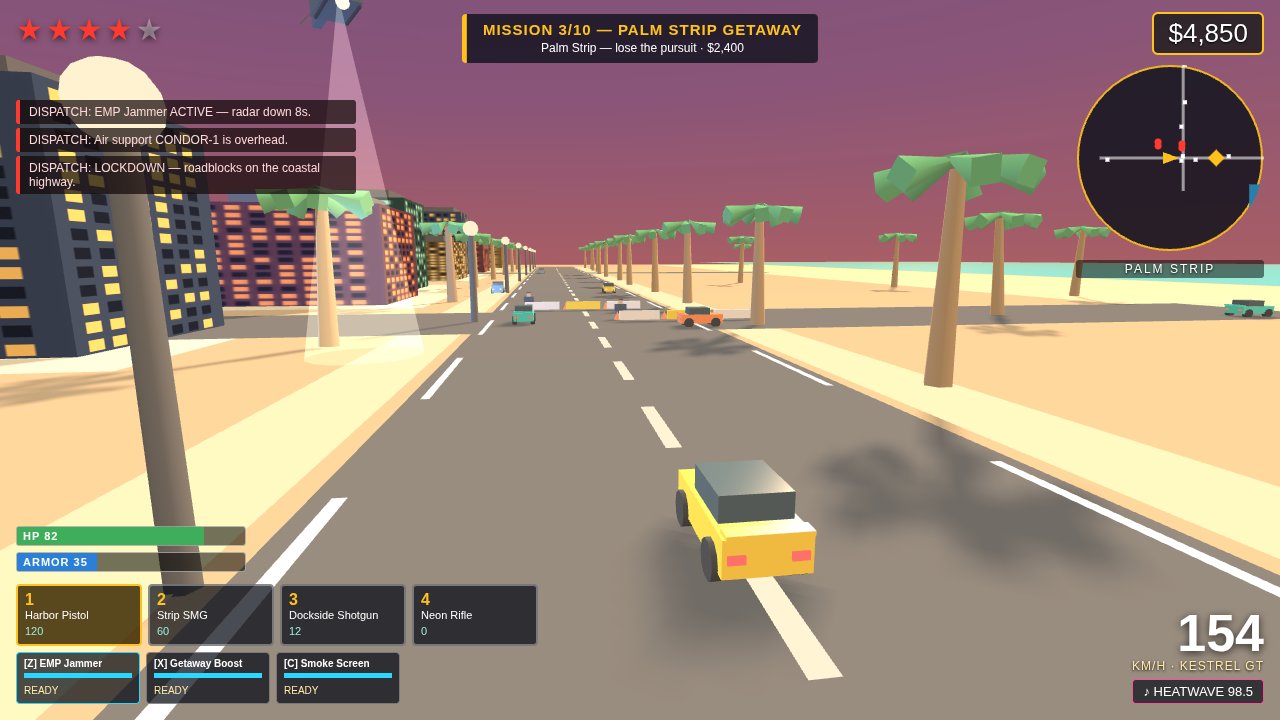 MISSION 3/10 — PALM STRIP GETAWAY
Palm Strip — lose the pursuit · $2,400
$4,850
DISPATCH: EMP Jammer ACTIVE — radar down 8s.
DISPATCH: Air support CONDOR-1 is overhead.
DISPATCH: LOCKDOWN — roadblocks on the coastal
highway.
PALM STRIP
HP 82
ARMOR 35
1
Harbor Pistol
120
2
Strip SMG
60
3
Dockside Shotgun
12
4
Neon Rifle
0
[Z] EMP Jammer
READY
[X] Getaway Boost
READY
[C] Smoke Screen
READY
154
KM/H · KESTREL GT
♪ HEATWAVE 98.5